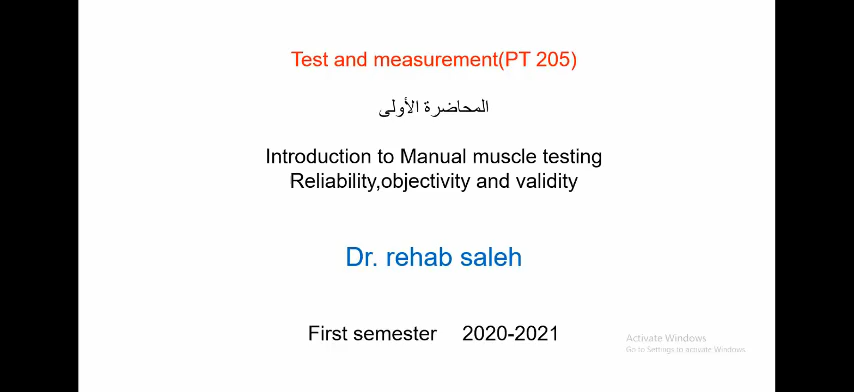 Test and measurement(PT 205)
المحاضرة الأولى
Introduction to Manual muscle testing
Reliability,objectivity and validity
Dr. rehab saleh
First semester 2020-2021
Activate Windows
Go to Settings to activate Windows.